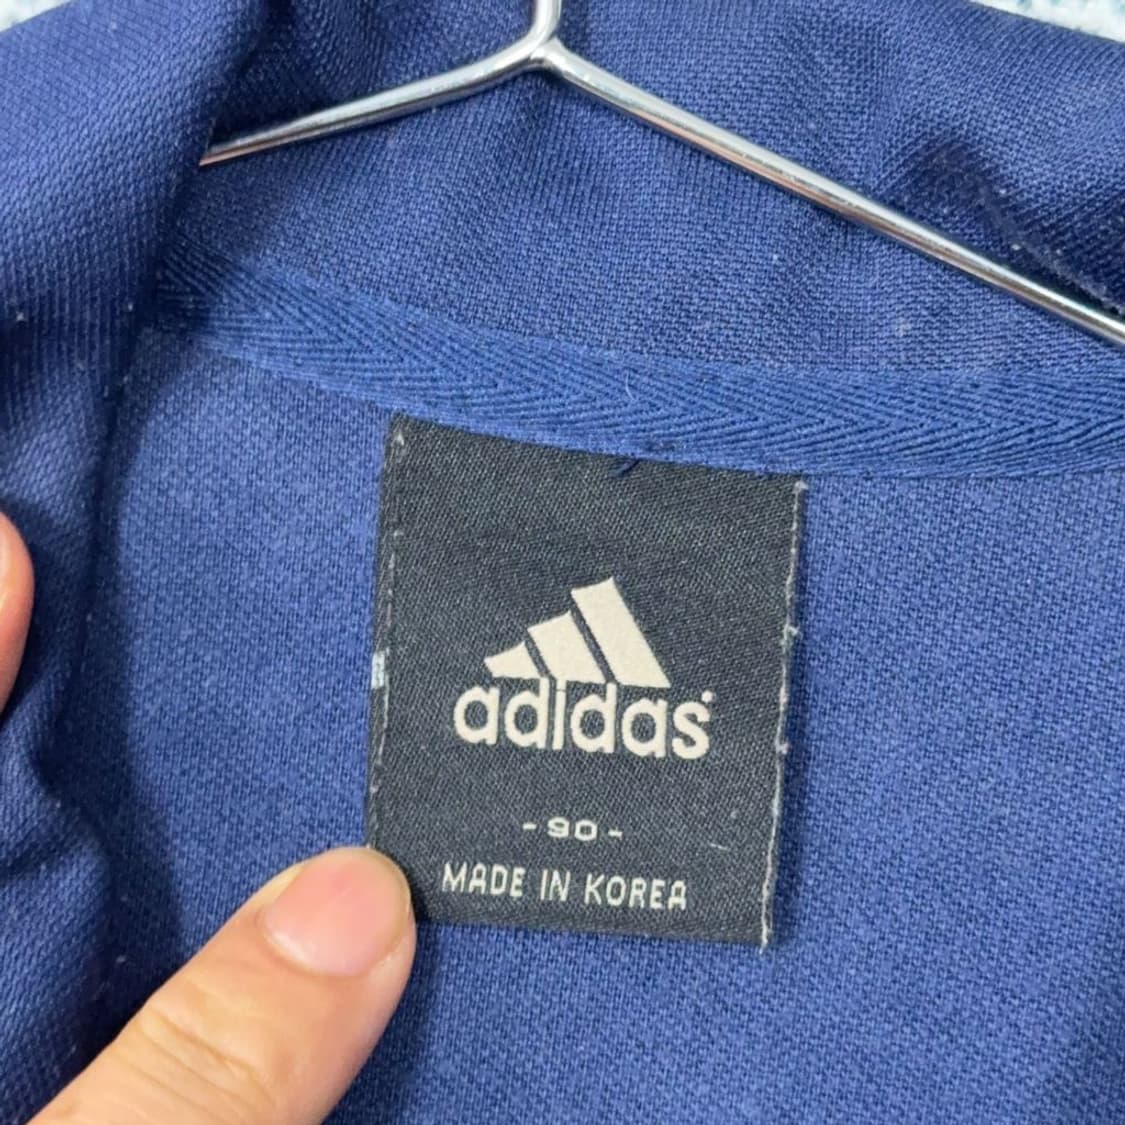 adidas
- 90 -
MADE IN KOREA